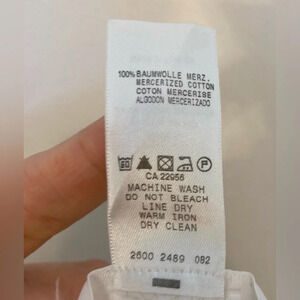 100% BAUMWOLLE MERZ.
MERCERIZED COTTON
COTON MERCERISE
ALGODON MERCERIZADO
CA 22956
MACHINE WASH
DO NOT BLEACH
LINE DRY
WARM IRON
DRY CLEAN
2600 2489 082